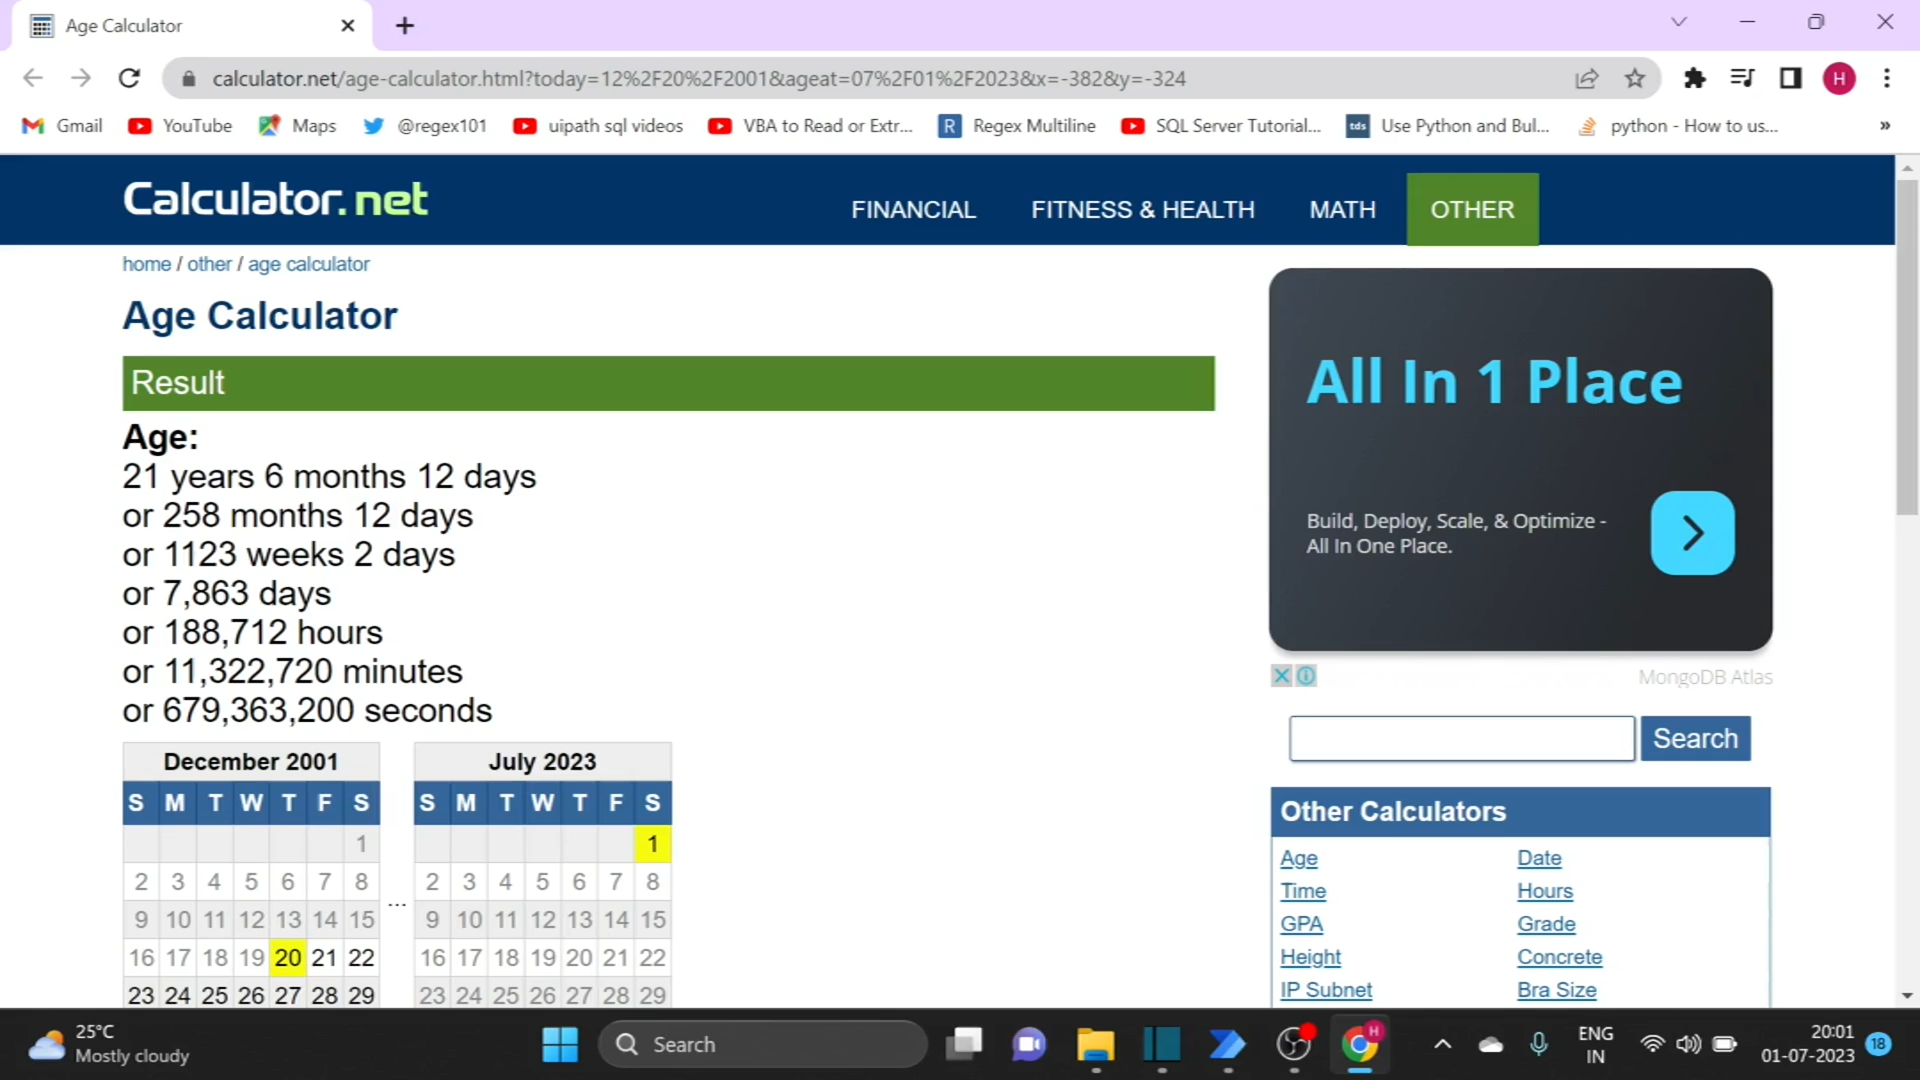 Age Calculator
calculator.net/age-calculator.html?today=12%2F20%2F2001&ageat=07%2F01%2F2023&x=-382&y=-324
H
Gmail YouTube Maps @regex101 uipath sql videos VBA to Read or Extr... R Regex Multiline SQL Server Tutorial... tds Use Python and Bul... python - How to us... »
Calculator.net
FINANCIAL FITNESS & HEALTH MATH OTHER
home / other / age calculator
Age Calculator
Result
Age:
21 years 6 months 12 days
or 258 months 12 days
or 1123 weeks 2 days
or 7,863 days
or 188,712 hours
or 11,322,720 minutes
or 679,363,200 seconds
December 2001
S M T W T F S
1
2 3 4 5 6 7 8
9 10 11 12 13 14 15
16 17 18 19 20 21 22
23 24 25 26 27 28 29
...
July 2023
S M T W T F S
1
2 3 4 5 6 7 8
9 10 11 12 13 14 15
16 17 18 19 20 21 22
23 24 25 26 27 28 29
All In 1 Place
Build, Deploy, Scale, & Optimize -
All In One Place.
MongoDB Atlas
Search
Other Calculators
Age Date
Time Hours
GPA Grade
Height Concrete
IP Subnet Bra Size
25°C
Mostly cloudy
Search
H
ENG
IN
20:01
01-07-2023
18